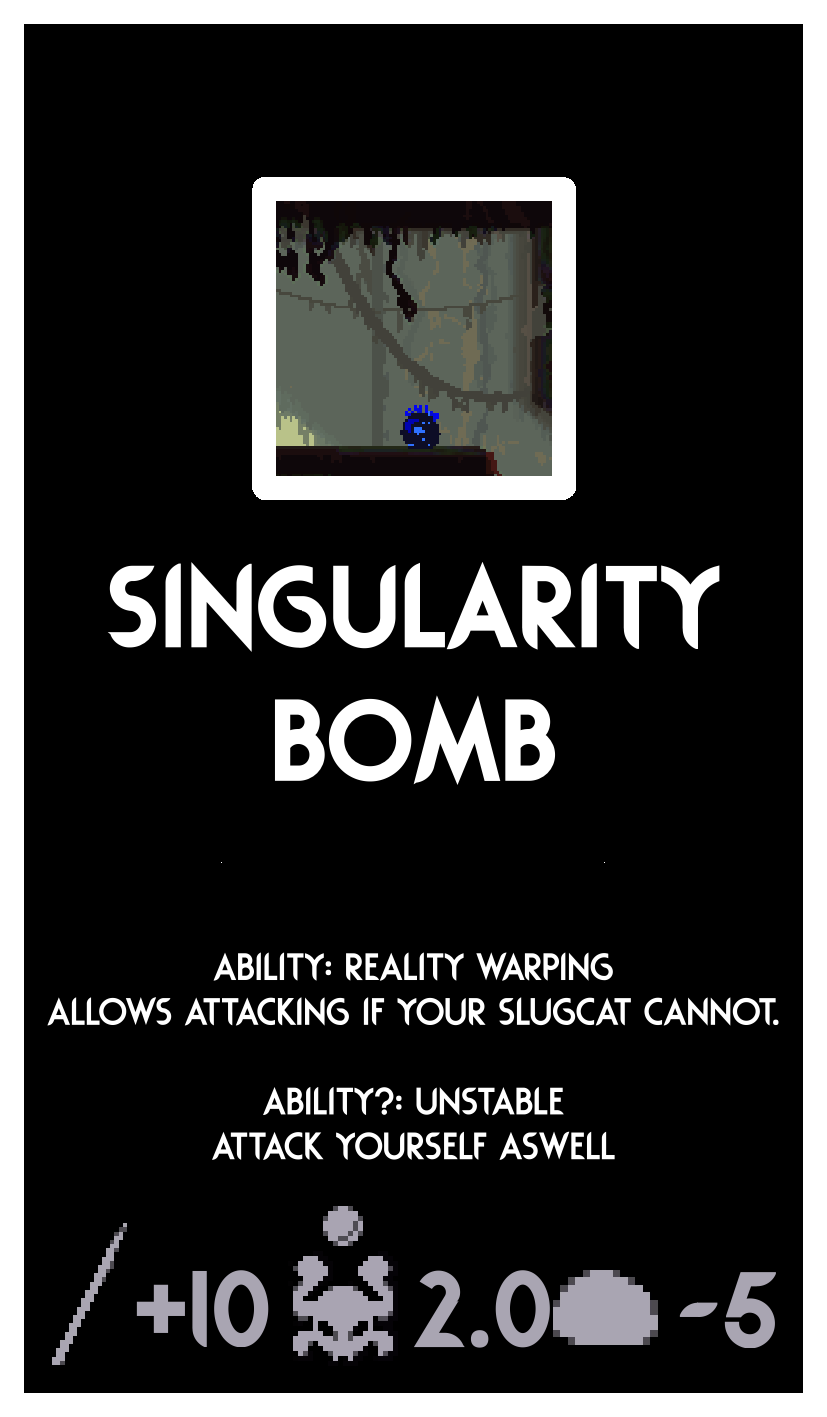 SINGULARITY
BOMB
ABILITY: REALITY WARPING
ALLOWS ATTACKING IF YOUR SLUGCAT CANNOT.
ABILITY?: UNSTABLE
ATTACK YOURSELF ASWELL
+10 2.0 -5